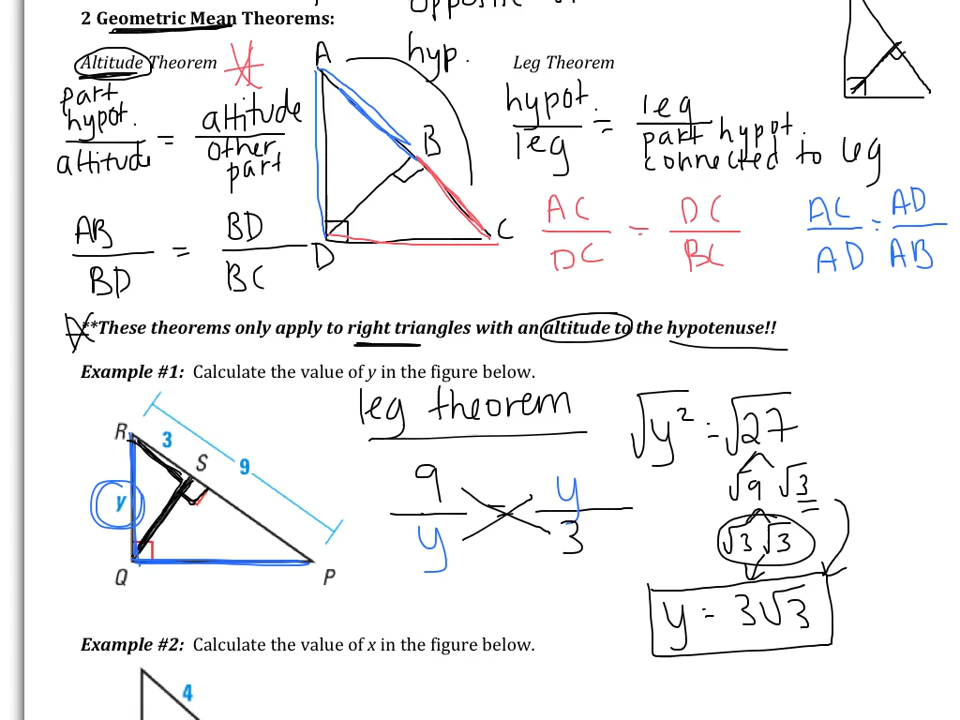 opposite
2 Geometric Mean Theorems:
hyp.
Altitude Theorem
Leg Theorem
part hypot. / altitude = altitude / other part
hypot. / leg = leg / part hypot. connected to leg
A
B
C
D
AB / BD = BD / BC
AC / DC = DC / BC
AC / AD = AD / AB
**These theorems only apply to right triangles with an altitude to the hypotenuse!!
Example #1: Calculate the value of y in the figure below.
leg theorem
R
3
S
9
y
Q
P
9 / y = y / 3
√y² = √27
√9 √3
√3 √3
y = 3√3
Example #2: Calculate the value of x in the figure below.
4